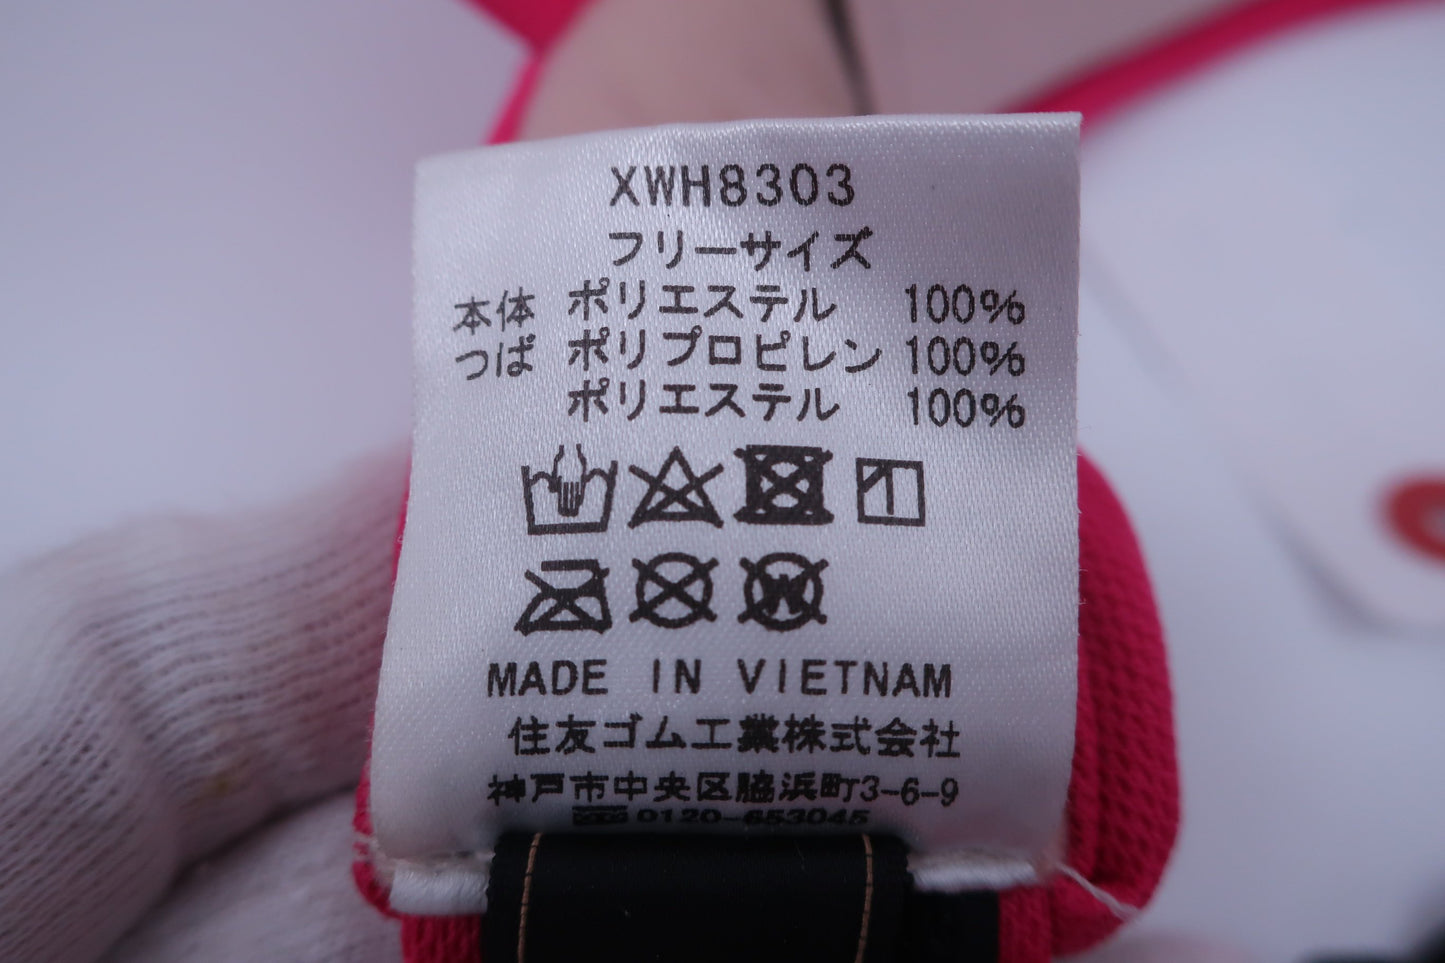 XWH8303
フリーサイズ
本体 ポリエステル 100%
つば ポリプロピレン 100%
ポリエステル 100%
MADE IN VIETNAM
住友ゴム工業株式会社
神戸市中央区脇浜町3-6-9
0120-653045